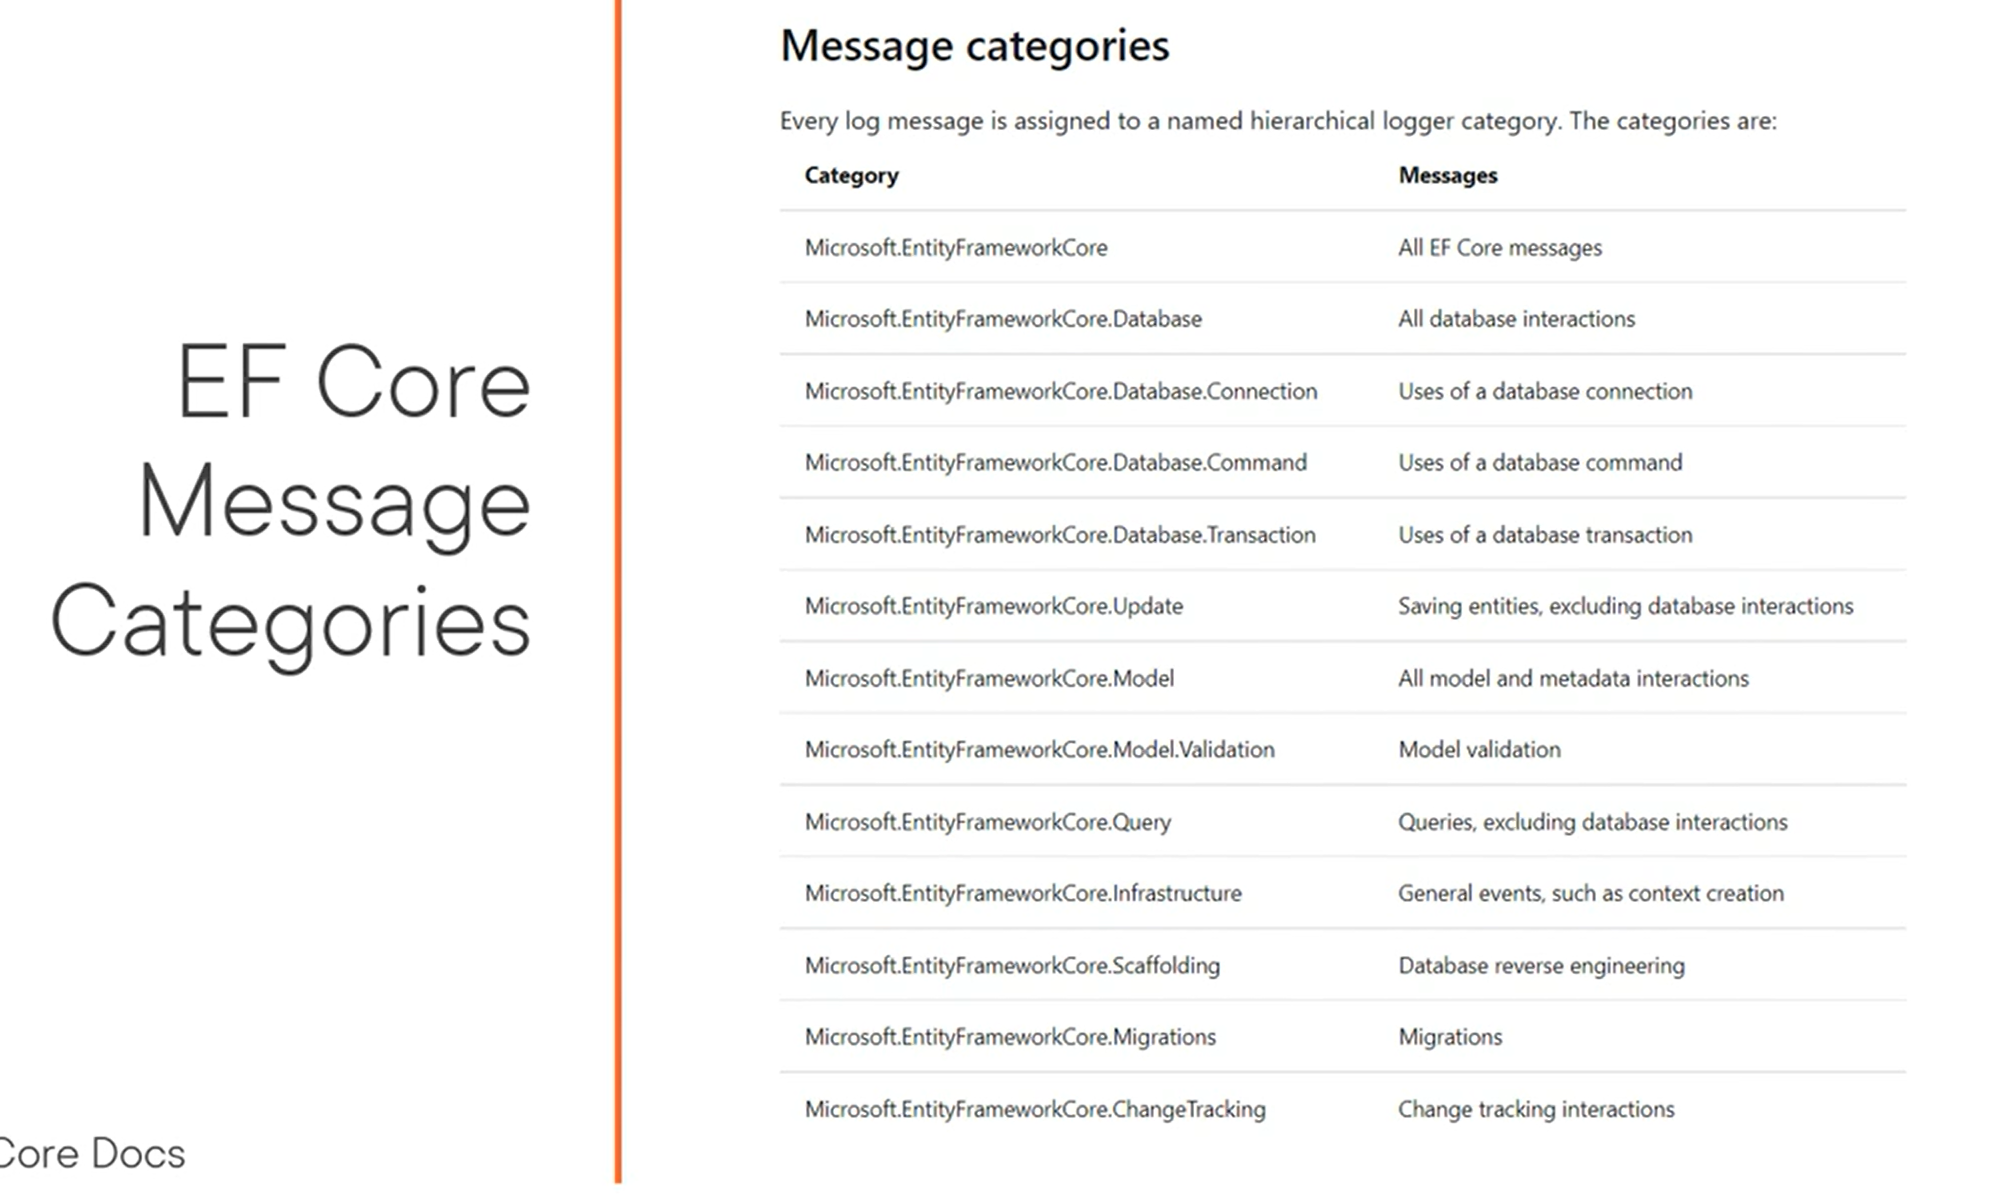 EF Core
Message
Categories
Core Docs
Message categories
Every log message is assigned to a named hierarchical logger category. The categories are:
Category Messages
Microsoft.EntityFrameworkCore All EF Core messages
Microsoft.EntityFrameworkCore.Database All database interactions
Microsoft.EntityFrameworkCore.Database.Connection Uses of a database connection
Microsoft.EntityFrameworkCore.Database.Command Uses of a database command
Microsoft.EntityFrameworkCore.Database.Transaction Uses of a database transaction
Microsoft.EntityFrameworkCore.Update Saving entities, excluding database interactions
Microsoft.EntityFrameworkCore.Model All model and metadata interactions
Microsoft.EntityFrameworkCore.Model.Validation Model validation
Microsoft.EntityFrameworkCore.Query Queries, excluding database interactions
Microsoft.EntityFrameworkCore.Infrastructure General events, such as context creation
Microsoft.EntityFrameworkCore.Scaffolding Database reverse engineering
Microsoft.EntityFrameworkCore.Migrations Migrations
Microsoft.EntityFrameworkCore.ChangeTracking Change tracking interactions